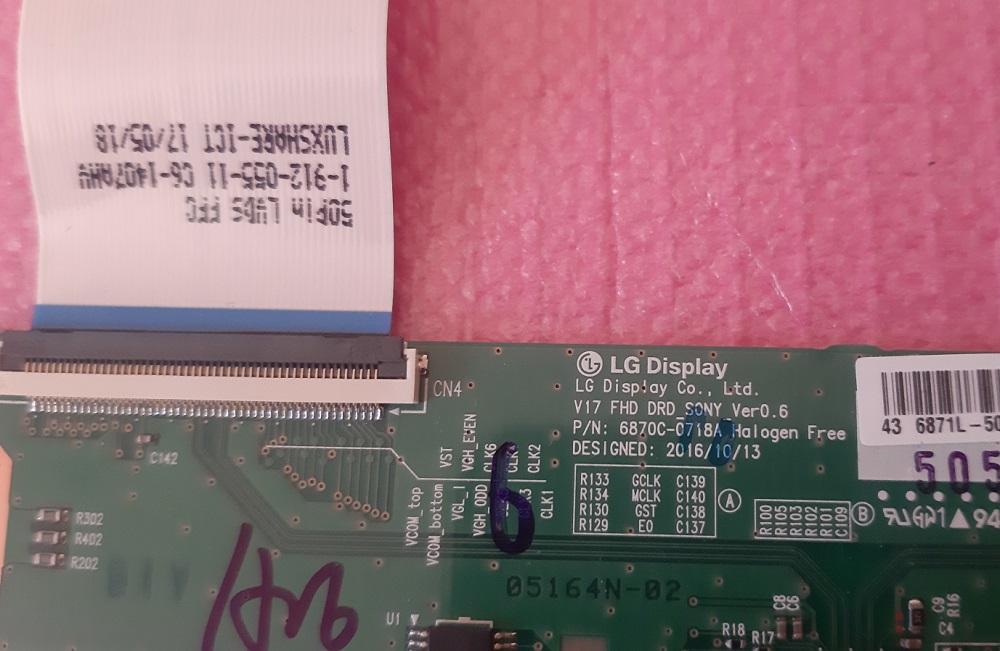 50Pin Lvds FFC
1-912-055-11 C6-1407AHW
LUXSHARE-ICT 17/05/18
CN4
LG Display
LG Display Co., Ltd.
V17 FHD DRD_SONY Ver0.6
P/N: 6870C-0718A Halogen Free
DESIGNED: 2016/10/13
R133 GCLK C139
R134 MCLK C140
R130 GST C138
R129 EO C137
A
R100
R105
R103
R102
R101
C109
B
43 6871L-50
505
94
C142
VST
VGH_EVEN
CLK6
CLK2
VCOM_top
VCOM_bottom
VGL_I
VGH_ODD
CLK1
6
R302
R402
R202
05164N-02
U1
C8
C6
R18
R17
C9
R16
C4